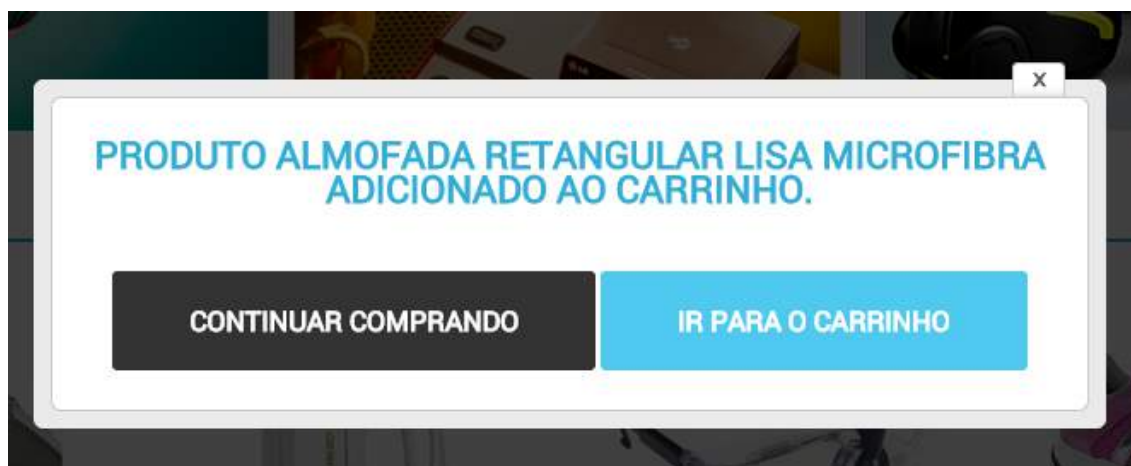 X
PRODUTO ALMOFADA RETANGULAR LISA MICROFIBRA
ADICIONADO AO CARRINHO.
CONTINUAR COMPRANDO
IR PARA O CARRINHO